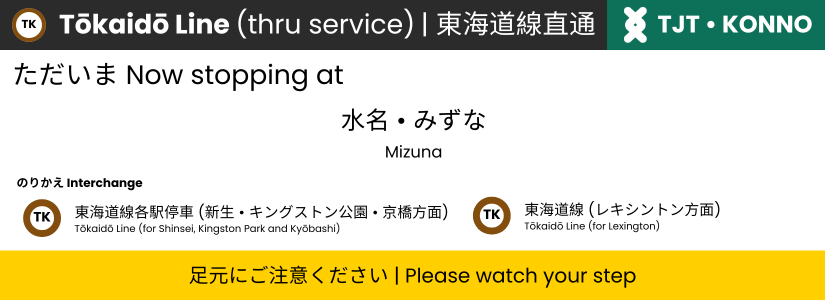 TK Tōkaidō Line (thru service) | 東海道線直通 TJT • KONNO
ただいま Now stopping at
水名 • みずな
Mizuna
のりかえ Interchange
TK 東海道線各駅停車 (新生 • キングストン公園 • 京橋方面)
Tōkaidō Line (for Shinsei, Kingston Park and Kyōbashi)
TK 東海道線 (レキシントン方面)
Tōkaidō Line (for Lexington)
足元にご注意ください | Please watch your step